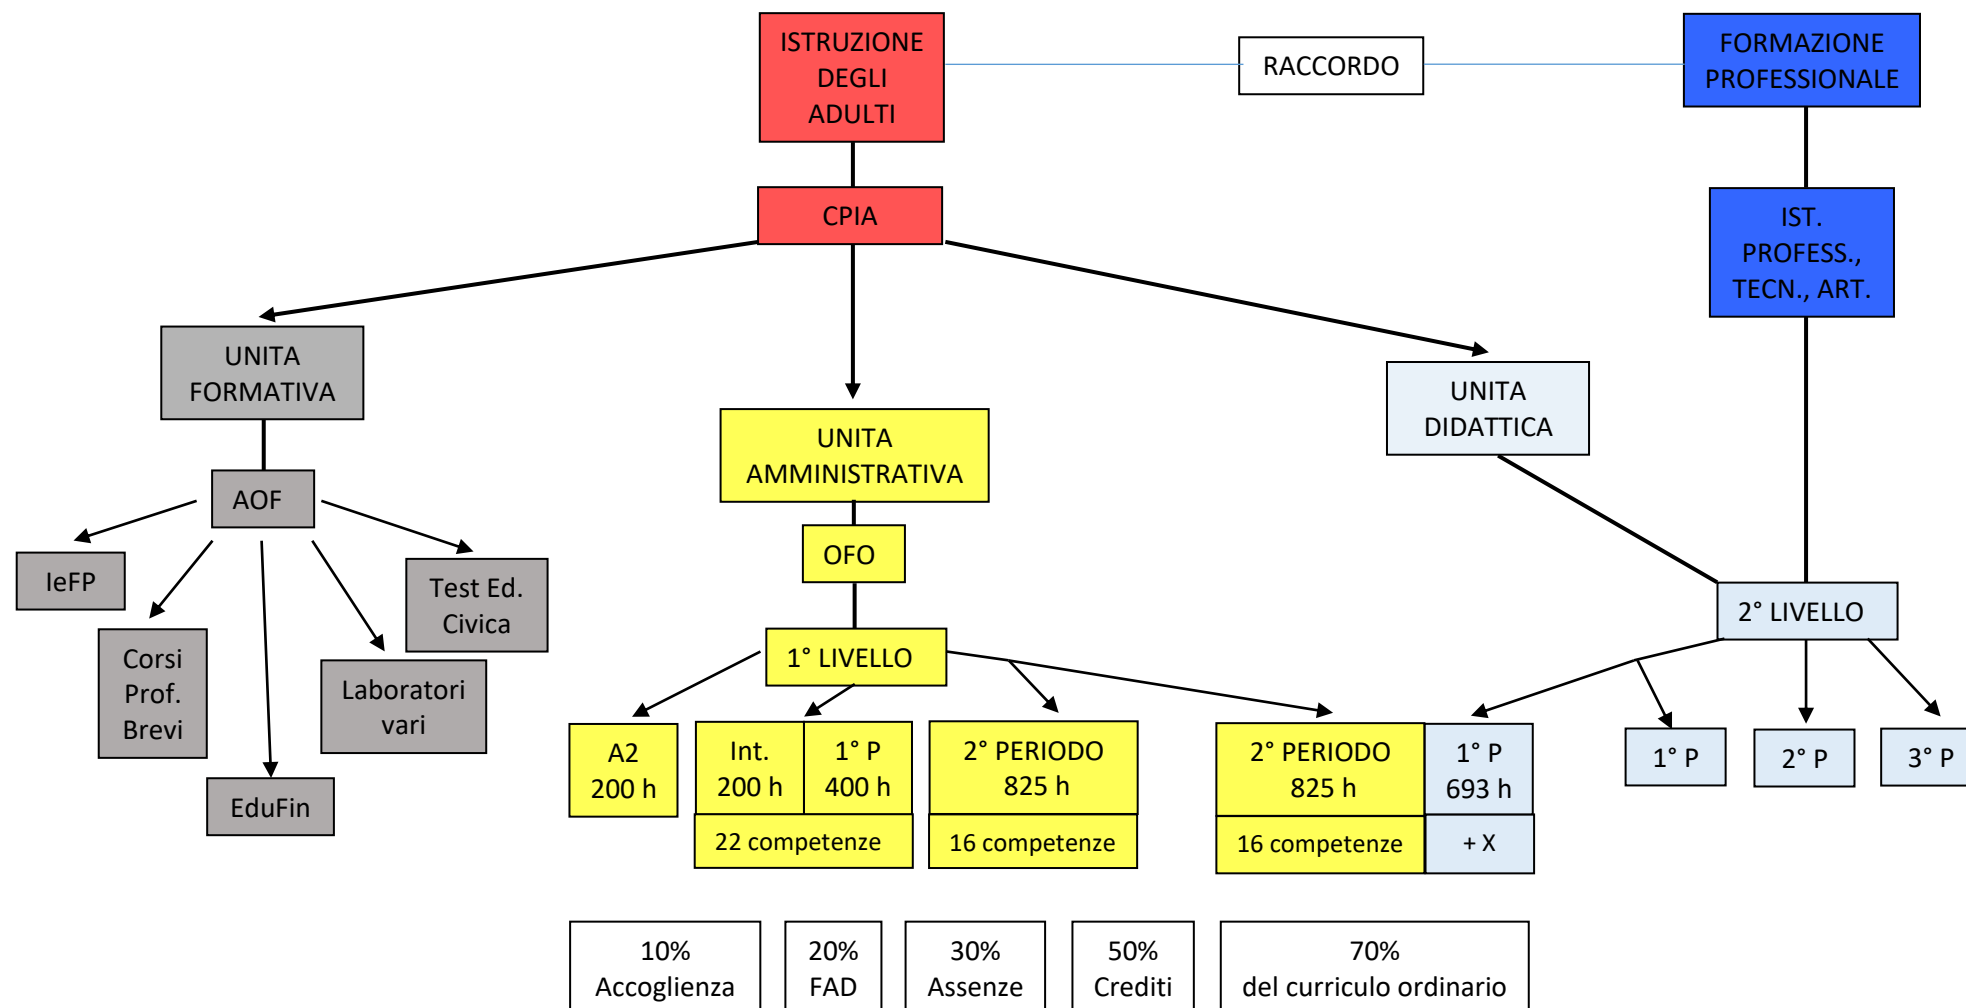 ISTRUZIONE
DEGLI
ADULTI
RACCORDO
FORMAZIONE
PROFESSIONALE
CPIA
IST.
PROFESS.,
TECN., ART.
UNITA
FORMATIVA
UNITA
AMMINISTRATIVA
UNITA
DIDATTICA
AOF
OFO
IeFP
Corsi
Prof.
Brevi
EduFin
Laboratori
vari
Test Ed.
Civica
1° LIVELLO
2° LIVELLO
A2
200 h
Int.
200 h
1° P
400 h
22 competenze
2° PERIODO
825 h
16 competenze
2° PERIODO
825 h
16 competenze
1° P
693 h
+ X
1° P
2° P
3° P
10%
Accoglienza
20%
FAD
30%
Assenze
50%
Crediti
70%
del curriculo ordinario